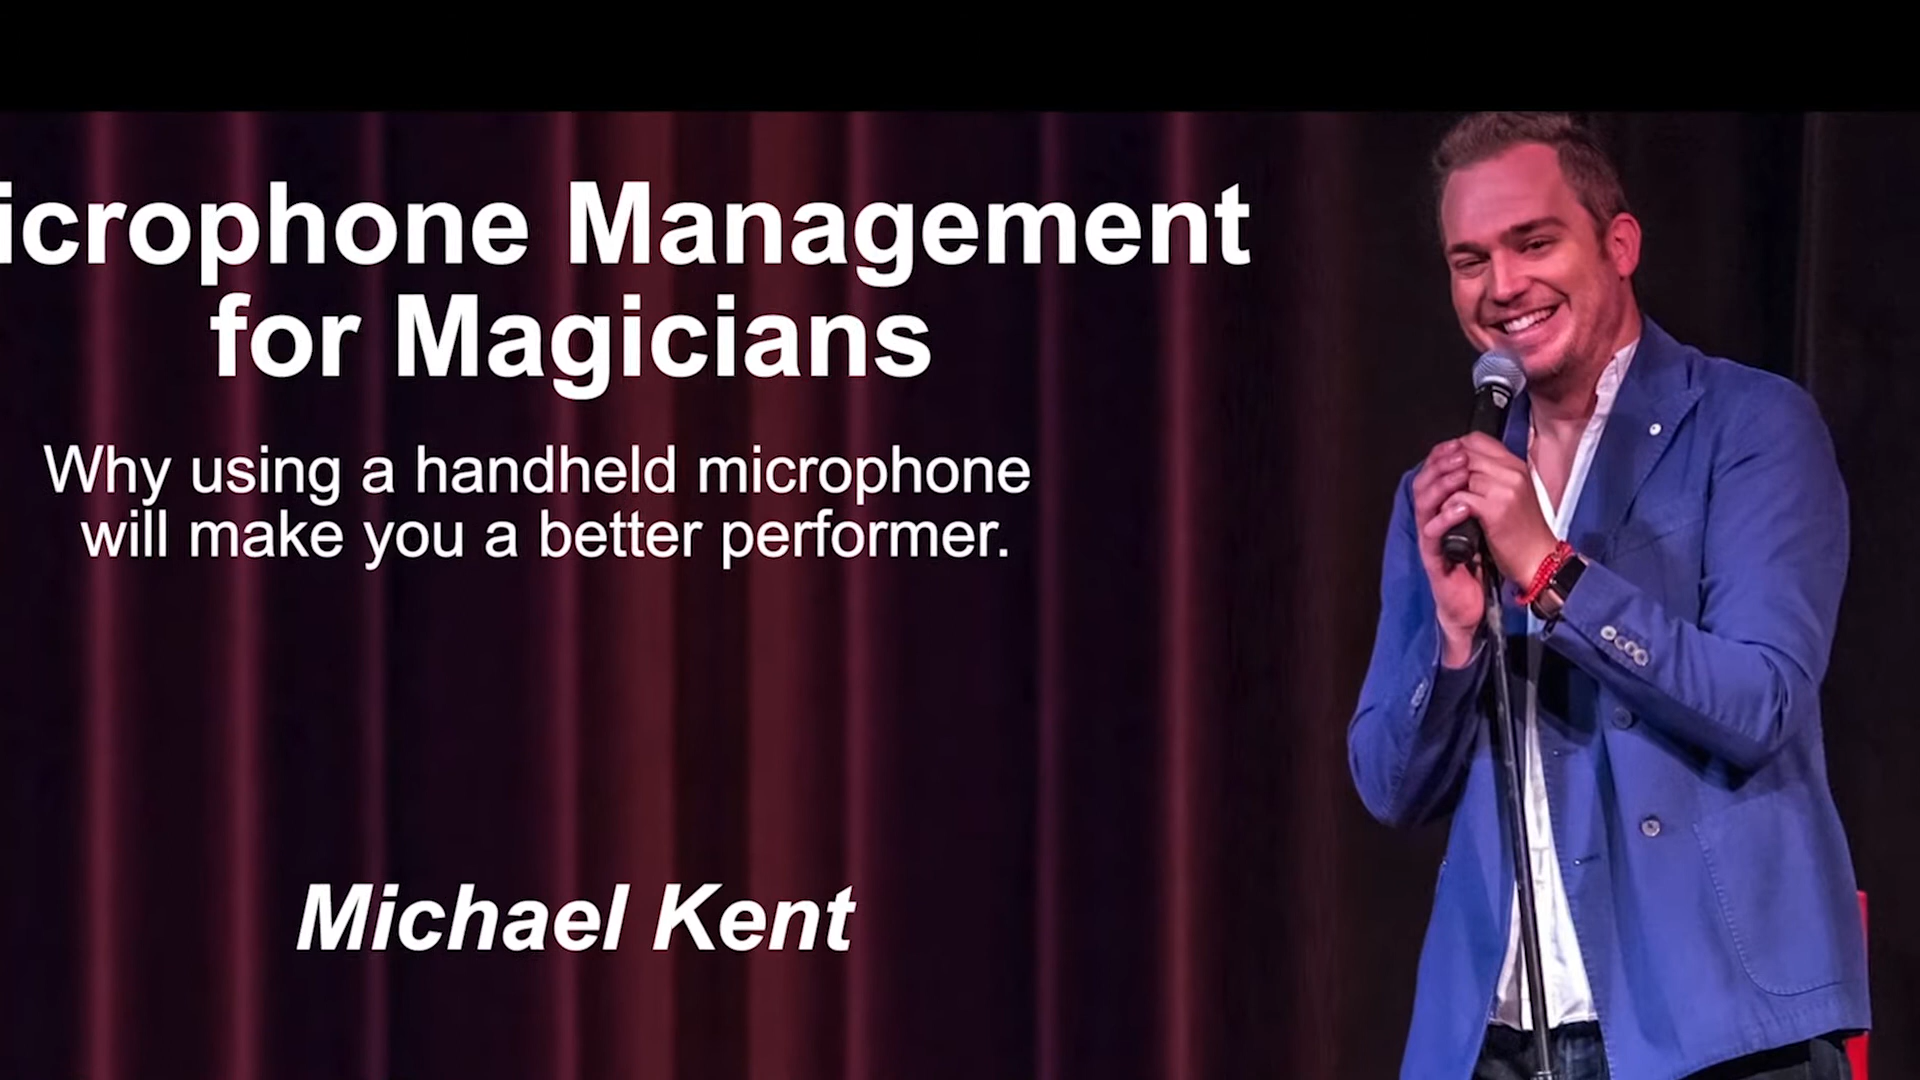 icrophone Management
for Magicians
Why using a handheld microphone
will make you a better performer.
Michael Kent